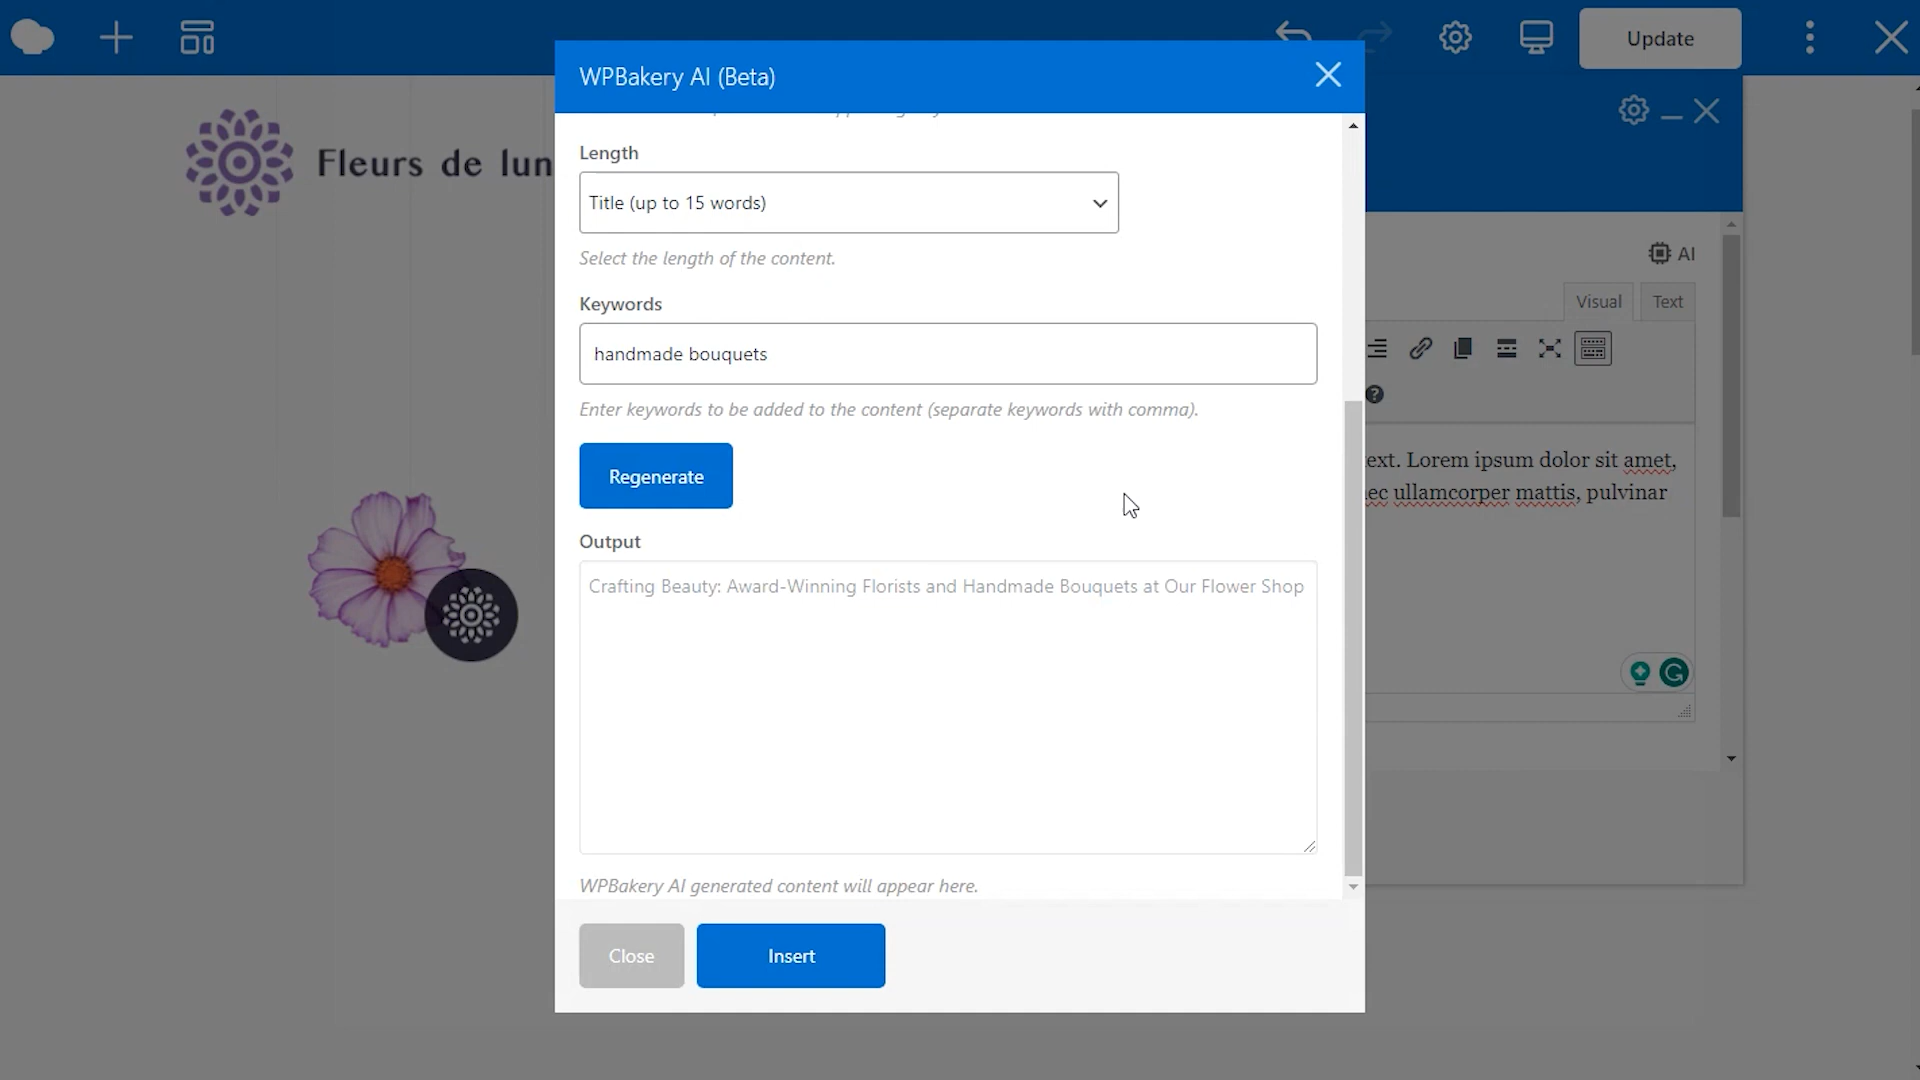 Update
WPBakery AI (Beta)
Fleurs de lun
Length
Title (up to 15 words)
Select the length of the content.
Keywords
handmade bouquets
Enter keywords to be added to the content (separate keywords with comma).
Regenerate
Output
Crafting Beauty: Award-Winning Florists and Handmade Bouquets at Our Flower Shop
WPBakery AI generated content will appear here.
Close
Insert
AI
Visual
Text
ext. Lorem ipsum dolor sit amet,
ec ullamcorper mattis, pulvinar